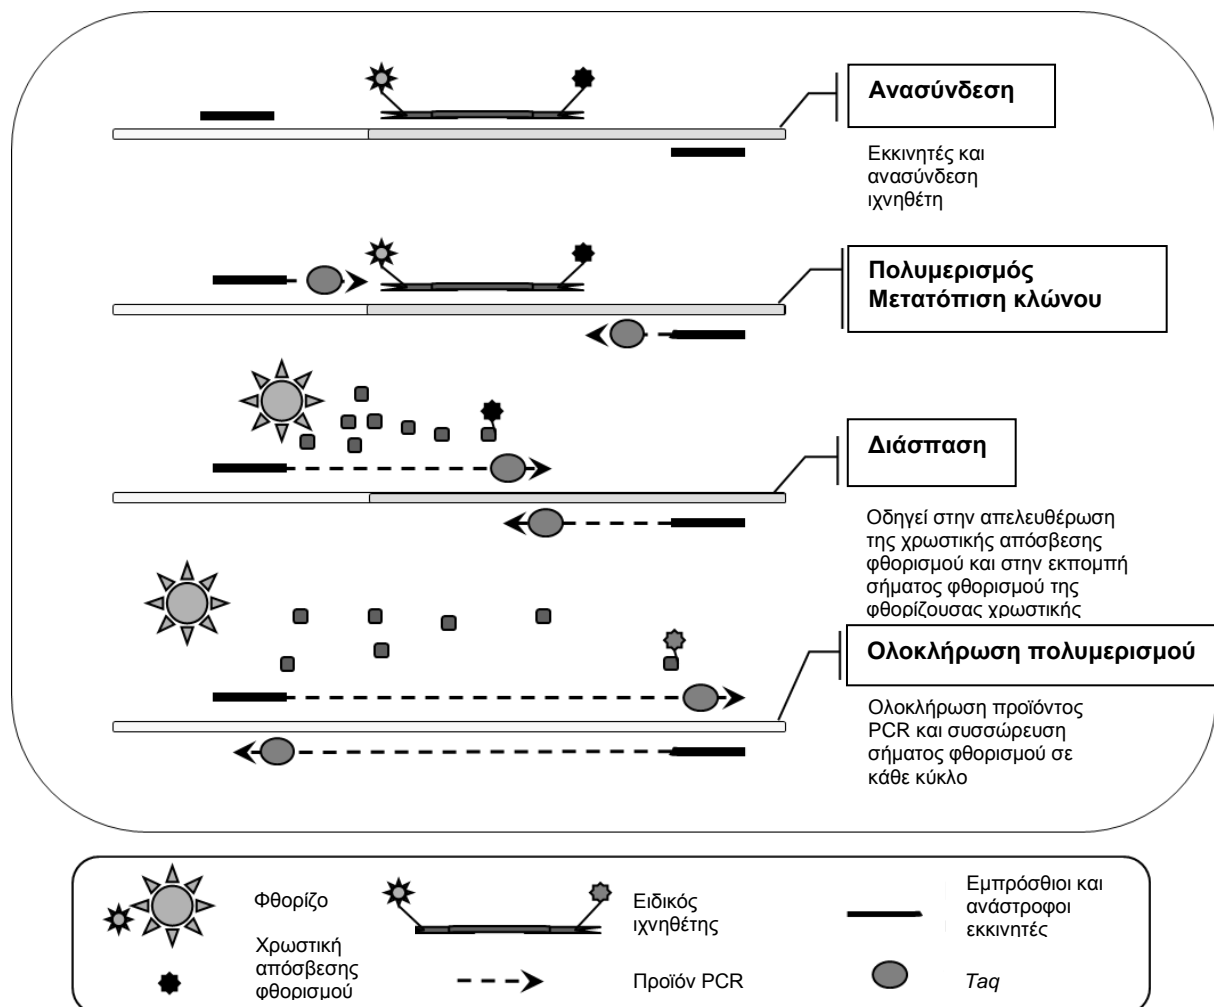 Ανασύνδεση
Εκκινητές και
ανασύνδεση
ιχνηθέτη
Πολυμερισμός
Μετατόπιση κλώνου
Διάσπαση
Οδηγεί στην απελευθέρωση
της χρωστικής απόσβεσης
φθορισμού και στην εκπομπή
σήματος φθορισμού της
φθορίζουσας χρωστικής
Ολοκλήρωση πολυμερισμού
Ολοκλήρωση προϊόντος
PCR και συσσώρευση
σήματος φθορισμού σε
κάθε κύκλο
Φθορίζο
Χρωστική
απόσβεσης
φθορισμού
Ειδικός
ιχνηθέτης
Προϊόν PCR
Εμπρόσθιοι και
ανάστροφοι
εκκινητές
Taq